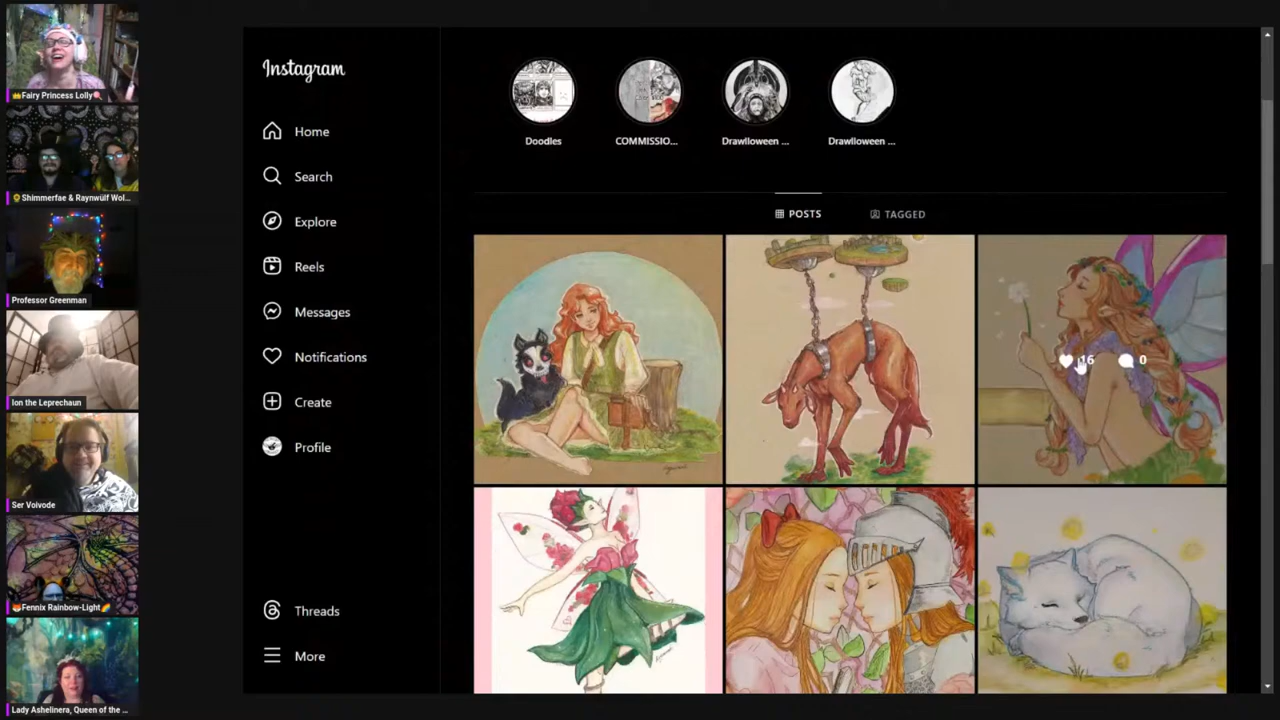 👑Fairy Princess Lolly🍭
🌻Shimmerfae & Raynwülf Wol...
Professor Greenman
Ion the Leprechaun
Ser Voivode
🦊Fennix Rainbow-Light🌈
Lady Ashelinera, Queen of the ...
Instagram
Home
Search
Explore
Reels
Messages
Notifications
Create
Profile
Threads
More
Doodles
COMMISSIO...
Drawlloween ...
Drawlloween ...
POSTS
TAGGED
16
0